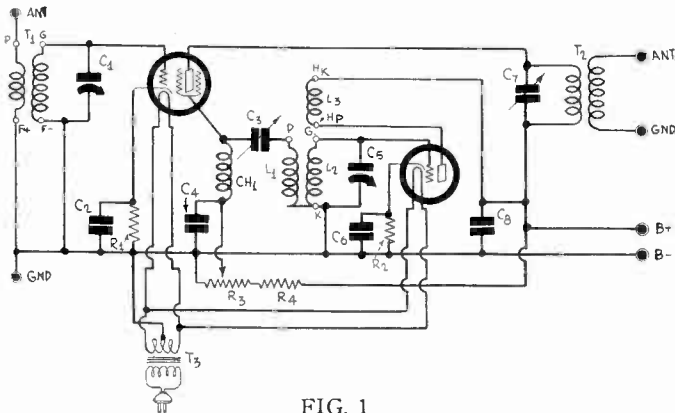 ANT
P T1 G
C1
F+ F-
GND
C2
R1
T3
C3
C4
CH1
P
L1
HK
L3
HP
G
L2
K
C5
C6
R2
R3 R4
C7
C8
T2
ANT
GND
B+
B-
FIG. 1